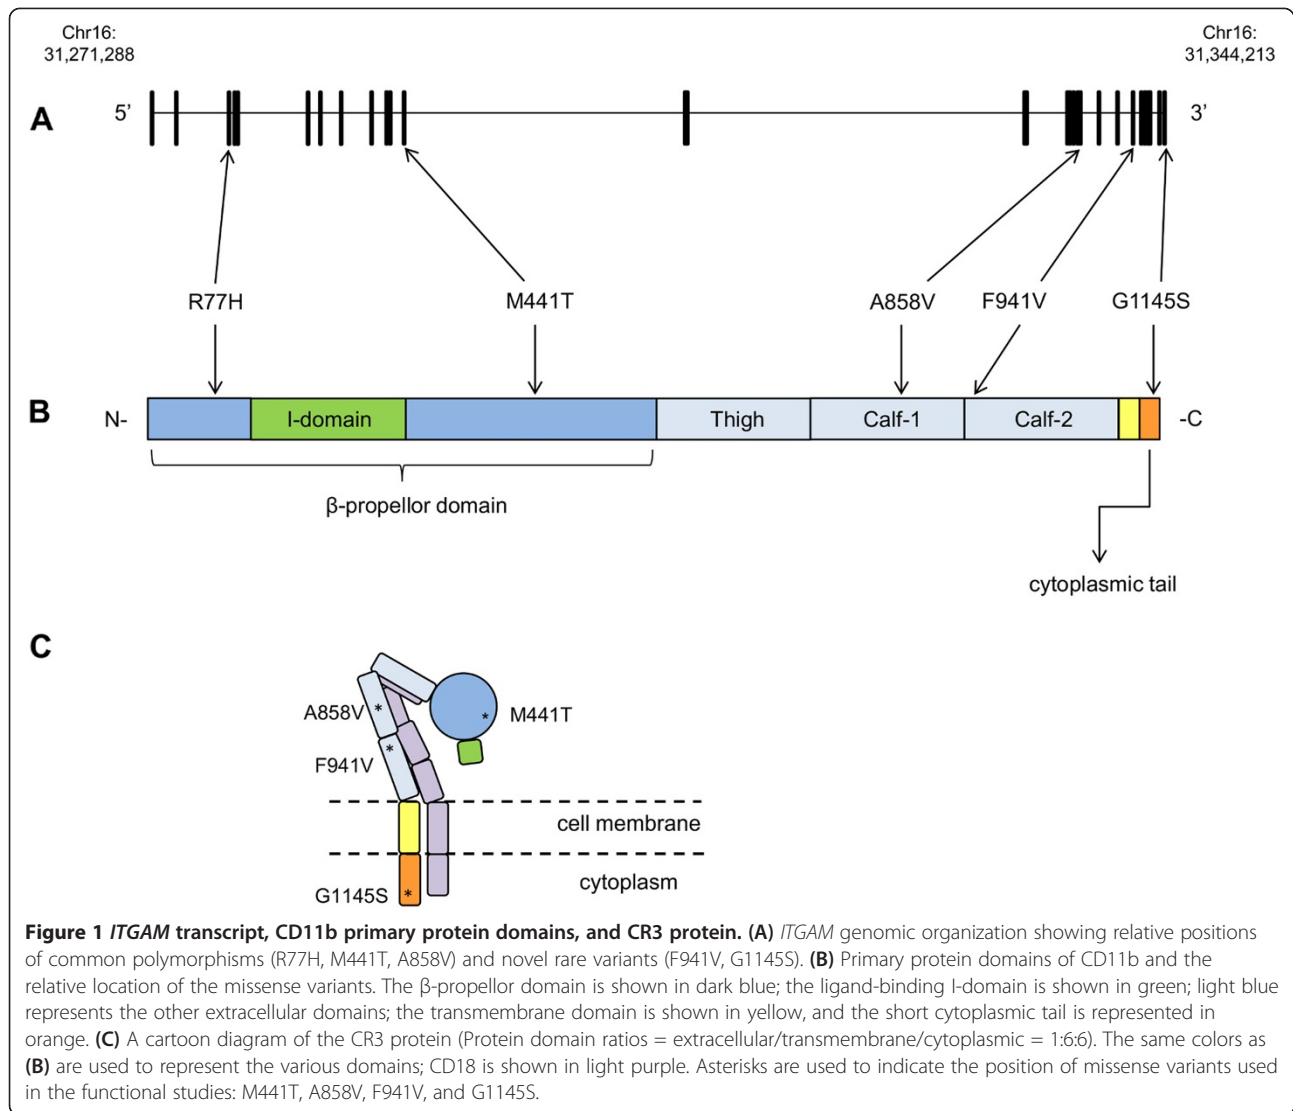 Chr16:
31,271,288
Chr16:
31,344,213
A
5’
3’
R77H
M441T
A858V
F941V
G1145S
B
N-
I-domain
Thigh
Calf-1
Calf-2
-C
β-propellor domain
cytoplasmic tail
C
A858V
*
*
M441T
*
F941V
cell membrane
cytoplasm
G1145S
*
Figure 1 ITGAM transcript, CD11b primary protein domains, and CR3 protein. (A) ITGAM genomic organization showing relative positions
of common polymorphisms (R77H, M441T, A858V) and novel rare variants (F941V, G1145S). (B) Primary protein domains of CD11b and the
relative location of the missense variants. The β-propellor domain is shown in dark blue; the ligand-binding I-domain is shown in green; light blue
represents the other extracellular domains; the transmembrane domain is shown in yellow, and the short cytoplasmic tail is represented in
orange. (C) A cartoon diagram of the CR3 protein (Protein domain ratios = extracellular/transmembrane/cytoplasmic = 1:6:6). The same colors as
(B) are used to represent the various domains; CD18 is shown in light purple. Asterisks are used to indicate the position of missense variants used
in the functional studies: M441T, A858V, F941V, and G1145S.